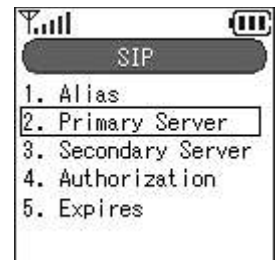 SIP
1. Alias
2. Primary Server
3. Secondary Server
4. Authorization
5. Expires